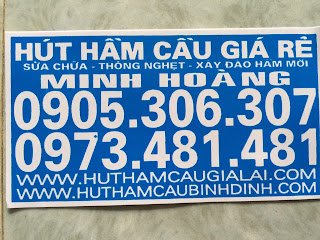 HÚT HẦM CẦU GIÁ RẺ
SỬA CHỮA - THÔNG NGHẸT - XÂY ĐÀO HẦM MỚI
MINH HOÀNG
0905.306.307
0973.481.481
WWW.HUTHAMCAUGIALAI.COM
WWW.HUTHAMCAUBINHDINH.COM